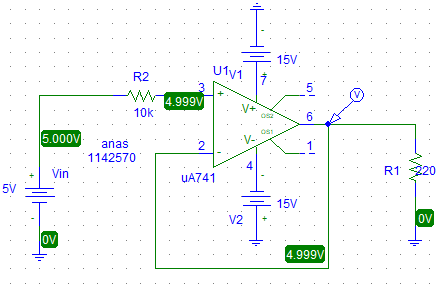 -
15V
U1
V1
+
R2
10k
3
4.999V
+
7
V+
OS2
5
6
V
5.000V
anas
1142570
2
-
V-
OS1
1
uA741
4
-
15V
V2
+
R1
220
5V
+
Vin
-
0V
0V
4.999V